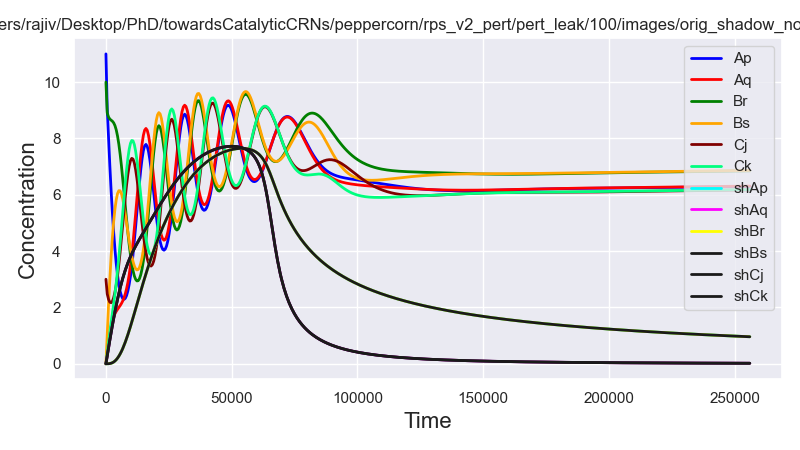 ers/rajiv/Desktop/PhD/towardsCatalyticCRNs/peppercorn/rps_v2_pert/pert_leak/100/images/orig_shadow_no
Ap
Aq
Br
Bs
Cj
Ck
shAp
shAq
shBr
shBs
shCj
shCk
10
8
6
4
2
0
Concentration
0 50000 100000 150000 200000 250000
Time